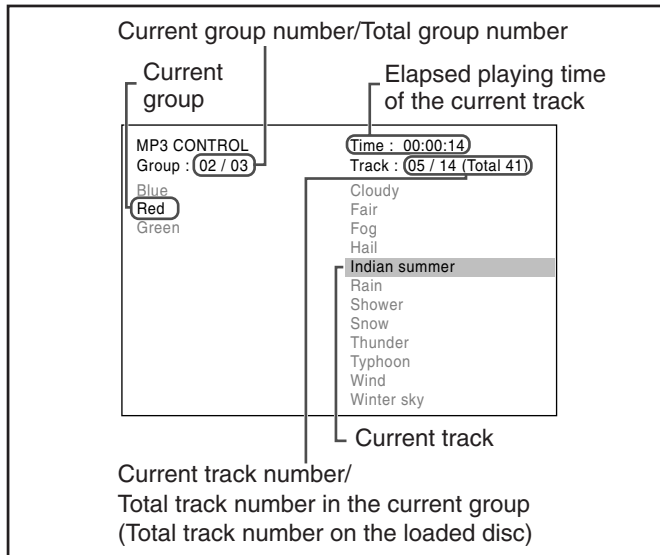 Current group number/Total group number
Current
group
Elapsed playing time
of the current track
MP3 CONTROL
Group : 02 / 03
Blue
Red
Green
Time : 00:00:14
Track : 05 / 14 (Total 41)
Cloudy
Fair
Fog
Hail
Indian summer
Rain
Shower
Snow
Thunder
Typhoon
Wind
Winter sky
Current track
Current track number/
Total track number in the current group
(Total track number on the loaded disc)